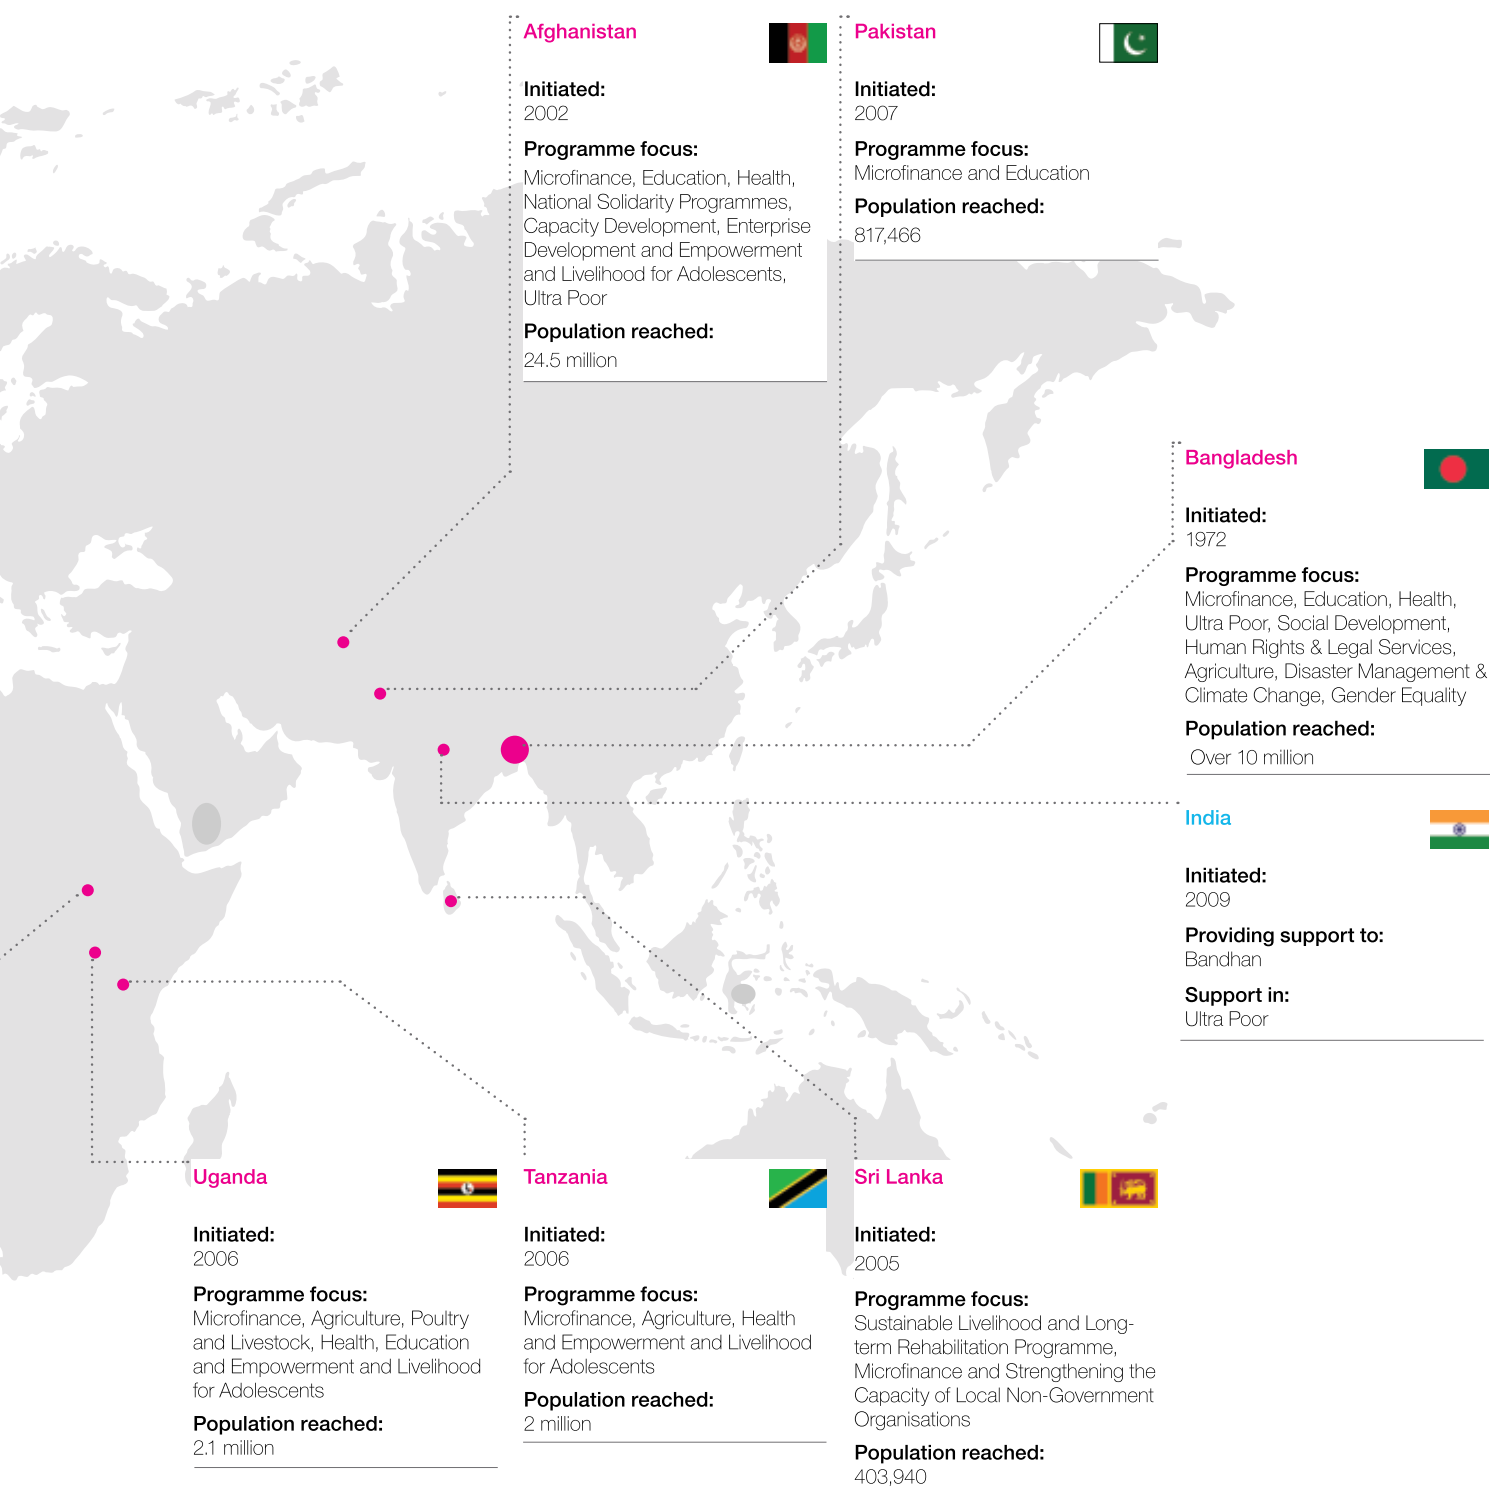 Afghanistan
Initiated:
2002
Programme focus:
Microfinance, Education, Health,
National Solidarity Programmes,
Capacity Development, Enterprise
Development and Empowerment
and Livelihood for Adolescents,
Ultra Poor
Population reached:
24.5 million
Pakistan
Initiated:
2007
Programme focus:
Microfinance and Education
Population reached:
817,466
Bangladesh
Initiated:
1972
Programme focus:
Microfinance, Education, Health,
Ultra Poor, Social Development,
Human Rights & Legal Services,
Agriculture, Disaster Management &
Climate Change, Gender Equality
Population reached:
Over 10 million
India
Initiated:
2009
Providing support to:
Bandhan
Support in:
Ultra Poor
Uganda
Initiated:
2006
Programme focus:
Microfinance, Agriculture, Poultry
and Livestock, Health, Education
and Empowerment and Livelihood
for Adolescents
Population reached:
2.1 million
Tanzania
Initiated:
2006
Programme focus:
Microfinance, Agriculture, Health
and Empowerment and Livelihood
for Adolescents
Population reached:
2 million
Sri Lanka
Initiated:
2005
Programme focus:
Sustainable Livelihood and Long-
term Rehabilitation Programme,
Microfinance and Strengthening the
Capacity of Local Non-Government
Organisations
Population reached:
403,940